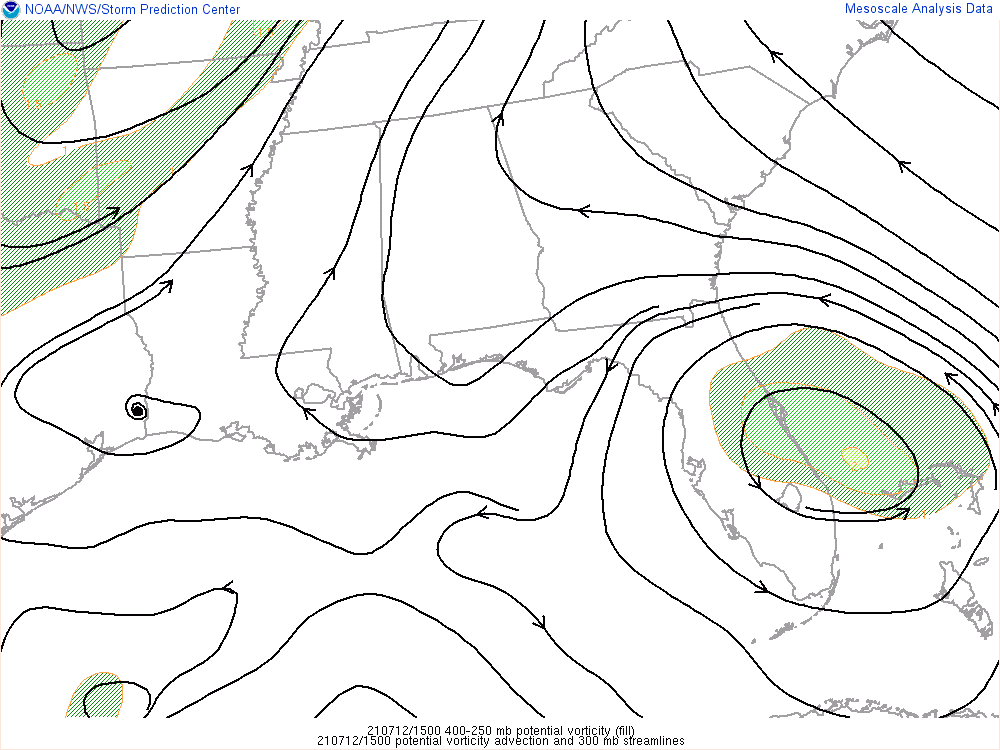 NOAA/NWS/Storm Prediction Center
Mesoscale Analysis Data
210712/1500 400-250 mb potential vorticity (fill)
210712/1500 potential vorticity advection and 300 mb streamlines